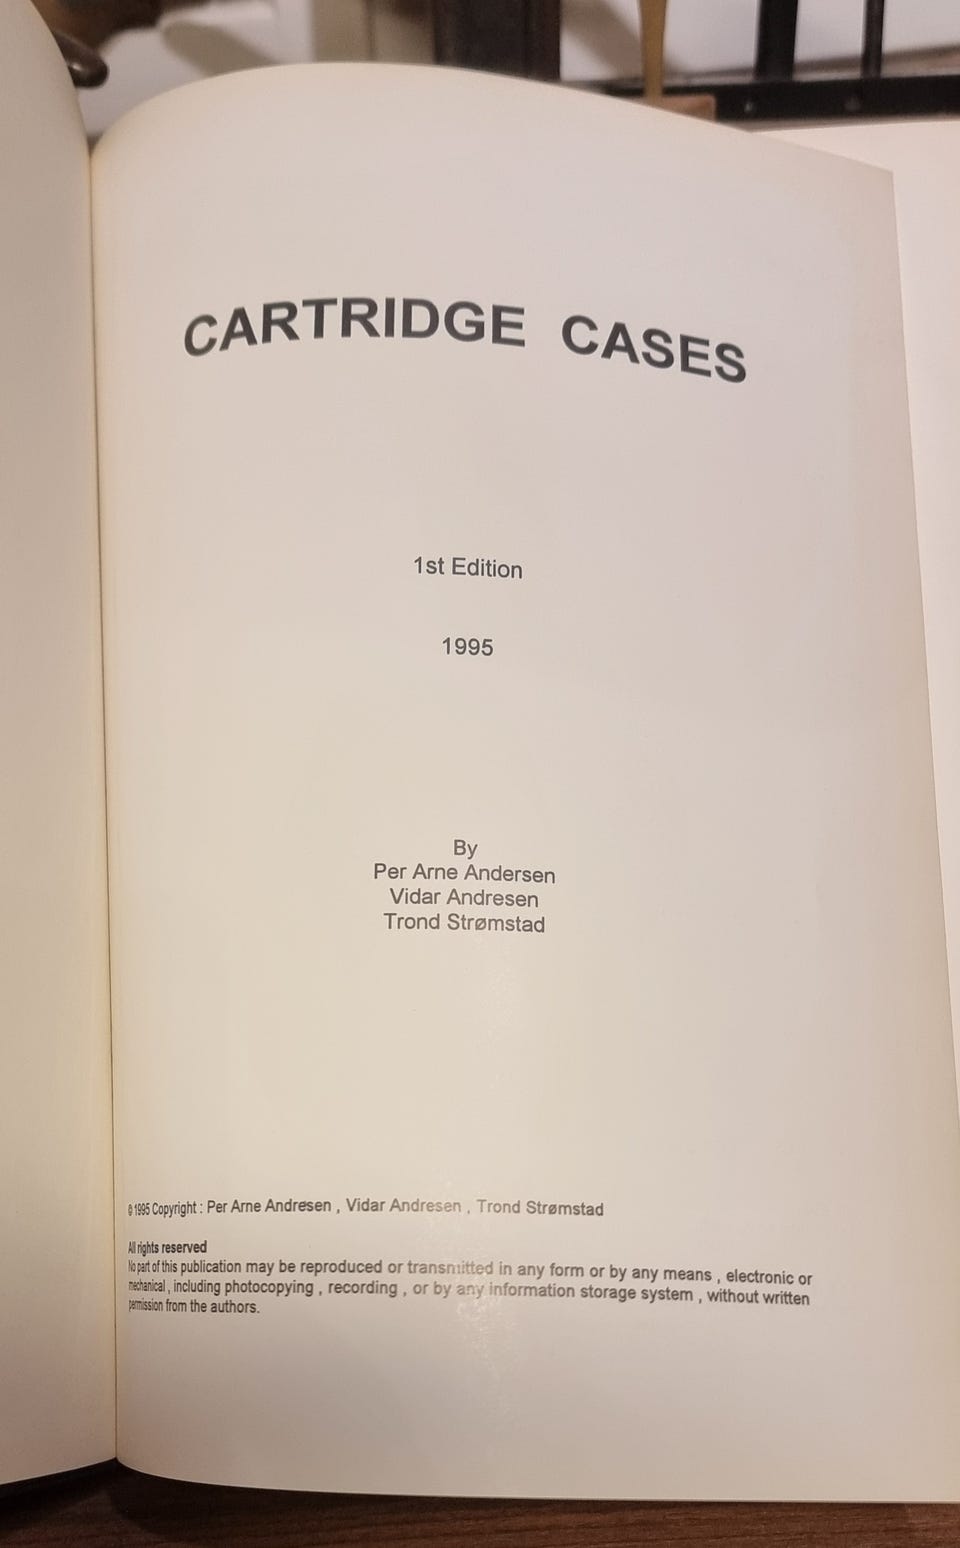 CARTRIDGE CASES
1st Edition
1995
By
Per Arne Andersen
Vidar Andresen
Trond Strømstad
© 1995 Copyright : Per Arne Andresen , Vidar Andresen , Trond Strømstad
All rights reserved
No part of this publication may be reproduced or transmitted in any form or by any means , electronic or
mechanical , including photocopying , recording , or by any information storage system , without written
permission from the authors.